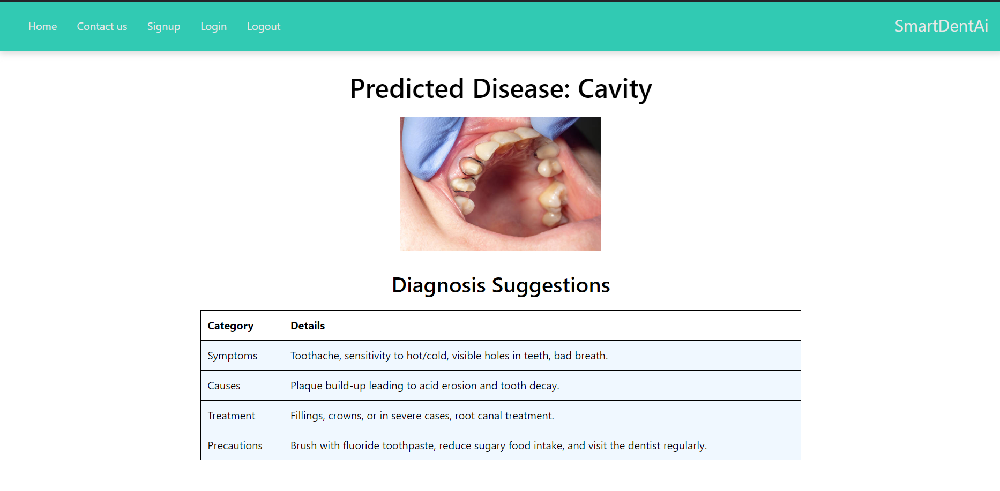 Home Contact us Signup Login Logout SmartDentAi
Predicted Disease: Cavity
Diagnosis Suggestions
Category Details
Symptoms Toothache, sensitivity to hot/cold, visible holes in teeth, bad breath.
Causes Plaque build-up leading to acid erosion and tooth decay.
Treatment Fillings, crowns, or in severe cases, root canal treatment.
Precautions Brush with fluoride toothpaste, reduce sugary food intake, and visit the dentist regularly.